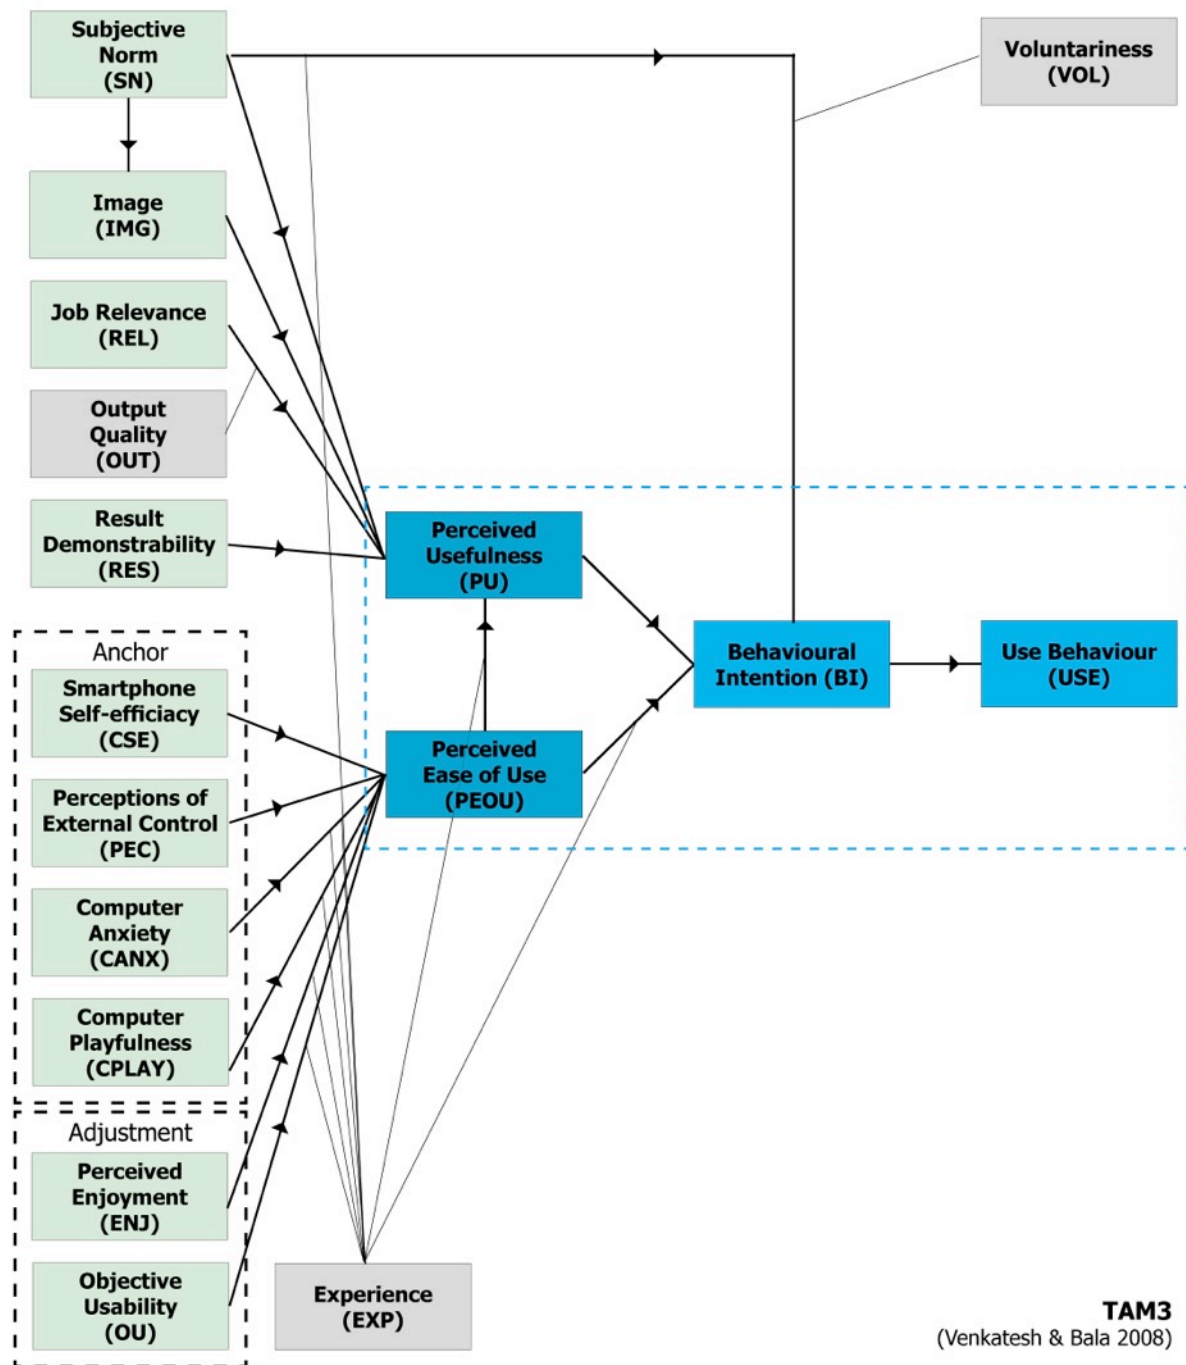 Subjective
Norm
(SN)
Voluntariness
(VOL)
Image
(IMG)
Job Relevance
(REL)
Output
Quality
(OUT)
Result
Demonstrability
(RES)
Perceived
Usefulness
(PU)
Behavioural
Intention (BI)
Use Behaviour
(USE)
Anchor
Smartphone
Self-efficiacy
(CSE)
Perceived
Ease of Use
(PEOU)
Perceptions of
External Control
(PEC)
Computer
Anxiety
(CANX)
Computer
Playfulness
(CPLAY)
Adjustment
Perceived
Enjoyment
(ENJ)
Objective
Usability
(OU)
Experience
(EXP)
TAM3
(Venkatesh & Bala 2008)